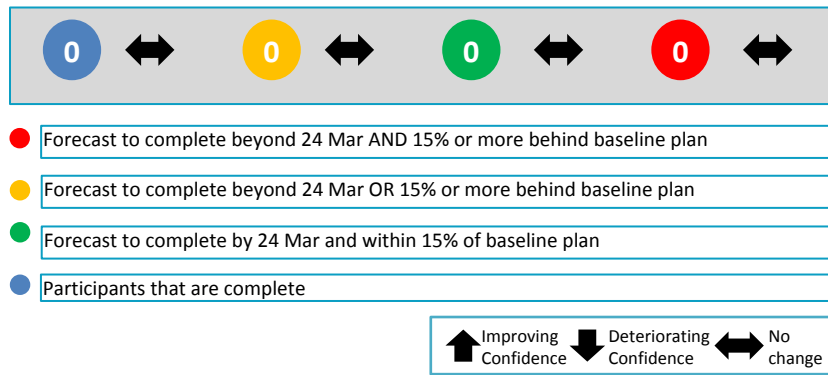 0 0 0 0
Forecast to complete beyond 24 Mar AND 15% or more behind baseline plan
Forecast to complete beyond 24 Mar OR 15% or more behind baseline plan
Forecast to complete by 24 Mar and within 15% of baseline plan
Participants that are complete
Improving Confidence
Deteriorating Confidence
No change